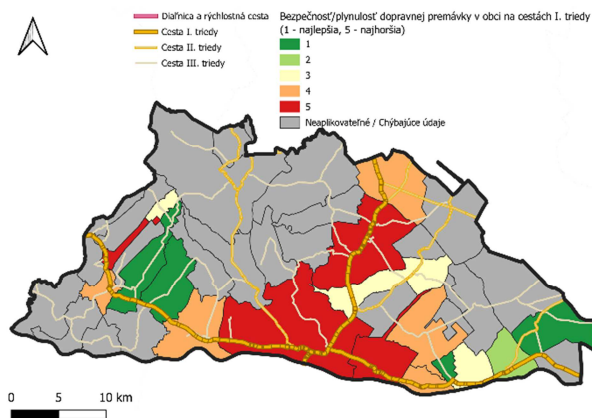 Diaľnica a rýchlostná cesta
Cesta I. triedy
Cesta II. triedy
Cesta III. triedy
Bezpečnosť/plynulosť dopravnej premávky v obci na cestách I. triedy
(1 - najlepšia, 5 - najhoršia)
1
2
3
4
5
Neaplikovateľné / Chýbajúce údaje
0 5 10 km